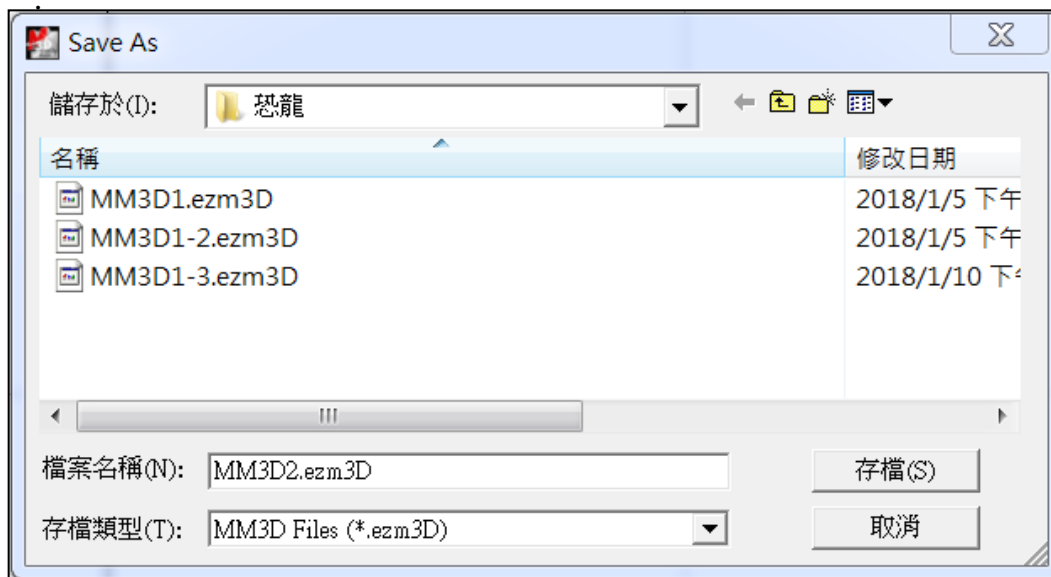 Save As
儲存於(I): 恐龍
名稱 修改日期
MM3D1.ezm3D 2018/1/5 下午
MM3D1-2.ezm3D 2018/1/5 下午
MM3D1-3.ezm3D 2018/1/10 下
檔案名稱(N): MM3D2.ezm3D 存檔(S)
存檔類型(T): MM3D Files (*.ezm3D) 取消